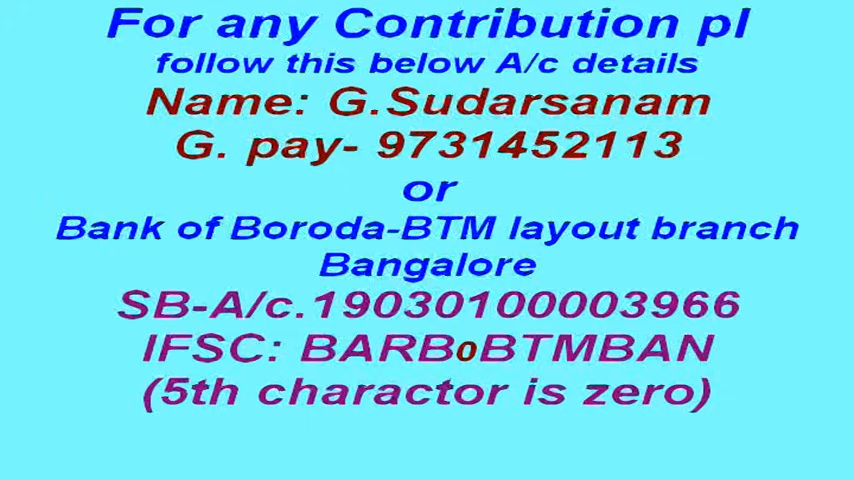 For any Contribution pl
follow this below A/c details
Name: G.Sudarsanam
G. pay- 9731452113
or
Bank of Boroda-BTM layout branch
Bangalore
SB-A/c.19030100003966
IFSC: BARB0BTMBAN
(5th charactor is zero)